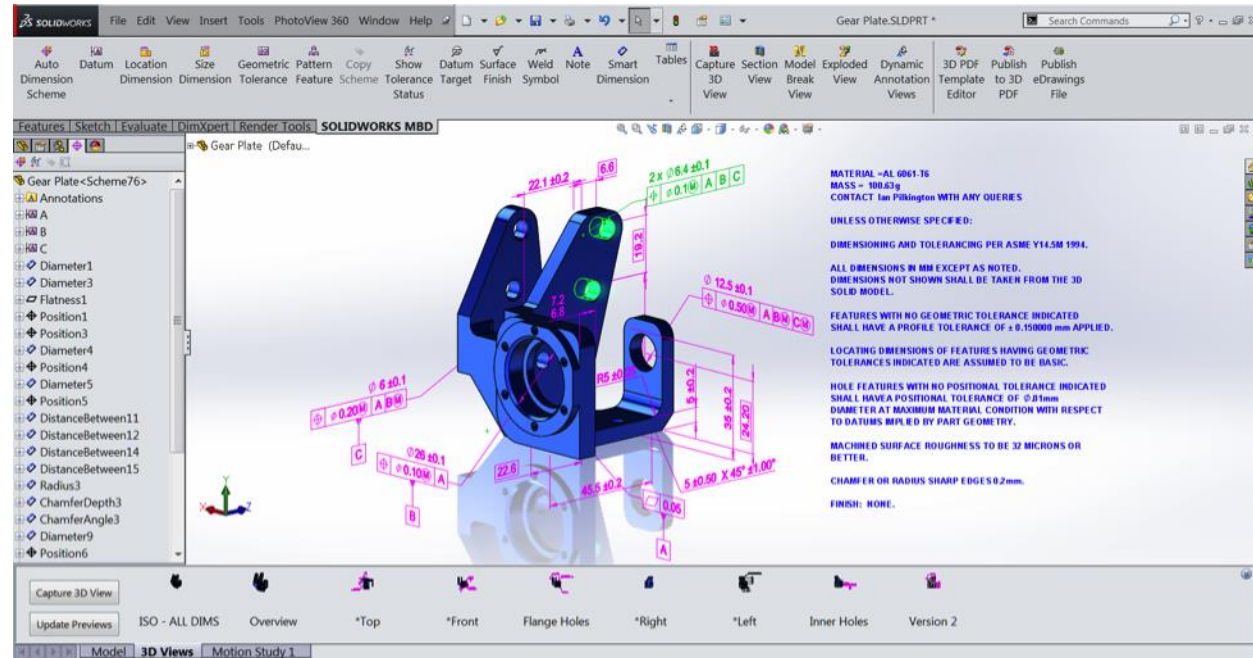 SOLIDWORKS File Edit View Insert Tools PhotoView 360 Window Help Gear Plate.SLDPRT * Search Commands
Auto Dimension Scheme
Datum
Location Dimension
Size Dimension
Geometric Tolerance
Pattern Feature
Copy Scheme
Show Tolerance Status
Datum Target
Surface Finish
Weld Symbol
Note
Smart Dimension
Tables
Capture 3D View
Section View
Model Break View
Exploded View
Dynamic Annotation Views
3D PDF Template Editor
Publish to 3D PDF
Publish eDrawings File
Features Sketch Evaluate DimXpert Render Tools SOLIDWORKS MBD
Gear Plate (Defau...
Gear Plate<Scheme76>
Annotations
A
B
C
Diameter1
Diameter3
Flatness1
Position1
Position3
Diameter4
Position4
Diameter5
Position5
DistanceBetween11
DistanceBetween12
DistanceBetween14
DistanceBetween15
Radius3
ChamferDepth3
ChamferAngle3
Diameter9
Position6
22.1 ±0.2
6.6
2 x ∅6.4 ±0.1
∅0.1Ⓜ A B C
19.2
∅ 12.5 ±0.1
∅0.50Ⓜ A BⓂ CⓂ
7.2
6.8
∅ 6 ±0.1
∅0.20Ⓜ A BⓂ
C
∅26 ±0.1
∅0.10Ⓜ A
B
22.6
45.5 ±0.2
5 ±0.2
35 ±0.2
24.20
5 ±0.50 X 45° ±1.00°
0.05
A
MATERIAL =AL 6061-T6
MASS = 100.63g
CONTACT Ian Pilkington WITH ANY QUERIES
UNLESS OTHERWISE SPECIFIED:
DIMENSIONING AND TOLERANCING PER ASME Y14.5M 1994.
ALL DIMENSIONS IN MM EXCEPT AS NOTED.
DIMENSIONS NOT SHOWN SHALL BE TAKEN FROM THE 3D
SOLID MODEL.
FEATURES WITH NO GEOMETRIC TOLERANCE INDICATED
SHALL HAVE A PROFILE TOLERANCE OF ± 0.150000 mm APPLIED.
LOCATING DIMENSIONS OF FEATURES HAVING GEOMETRIC
TOLERANCES INDICATED ARE ASSUMED TO BE BASIC.
HOLE FEATURES WITH NO POSITIONAL TOLERANCE INDICATED
SHALL HAVEA POSITIONAL TOLERANCE OF ∅.01mm
DIAMETER AT MAXIMUM MATERIAL CONDITION WITH RESPECT
TO DATUMS IMPLIED BY PART GEOMETRY.
MACHINED SURFACE ROUGHNESS TO BE 32 MICRONS OR
BETTER.
CHAMFER OR RADIUS SHARP EDGES 0.2mm.
FINISH: NONE.
Capture 3D View
Update Previews
ISO - ALL DIMS Overview *Top *Front Flange Holes *Right *Left Inner Holes Version 2
Model 3D Views Motion Study 1